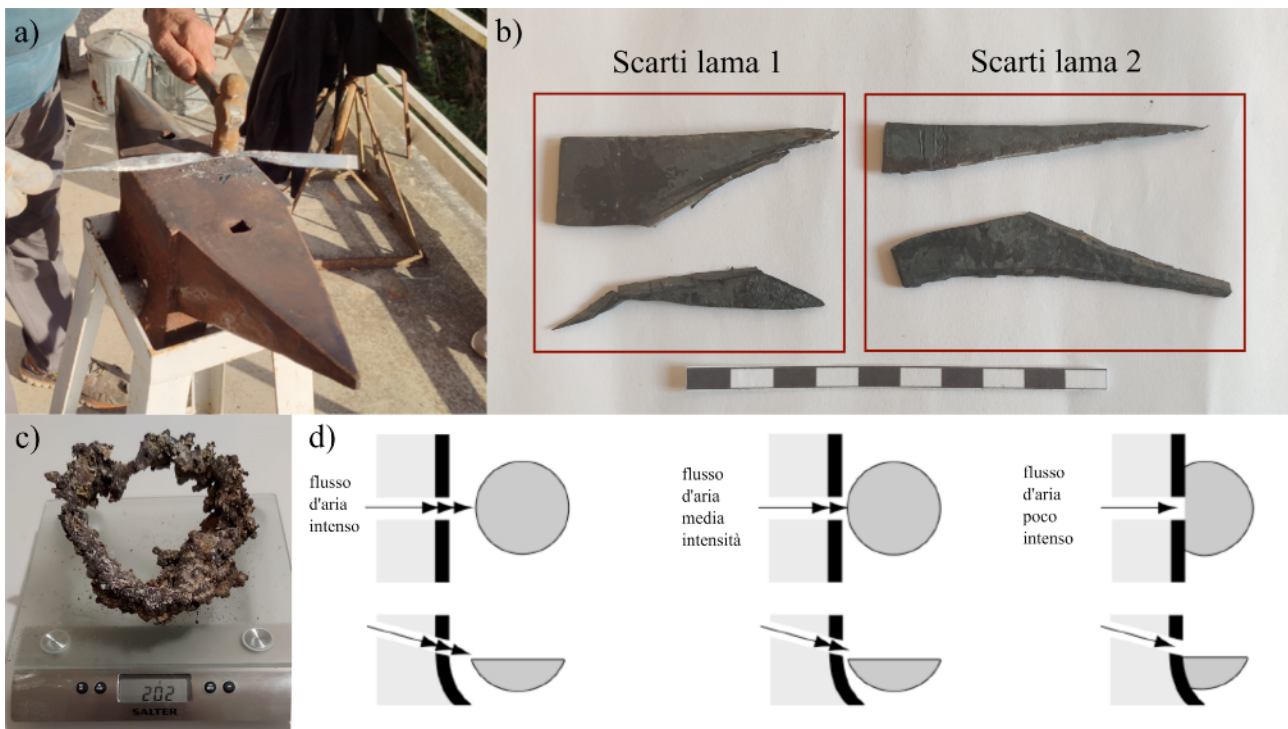 a)
b)
Scarti lama 1
Scarti lama 2
c)
202
SALTER
d)
flusso
d'aria
intenso
flusso
d'aria
media
intensità
flusso
d'aria
poco
intenso